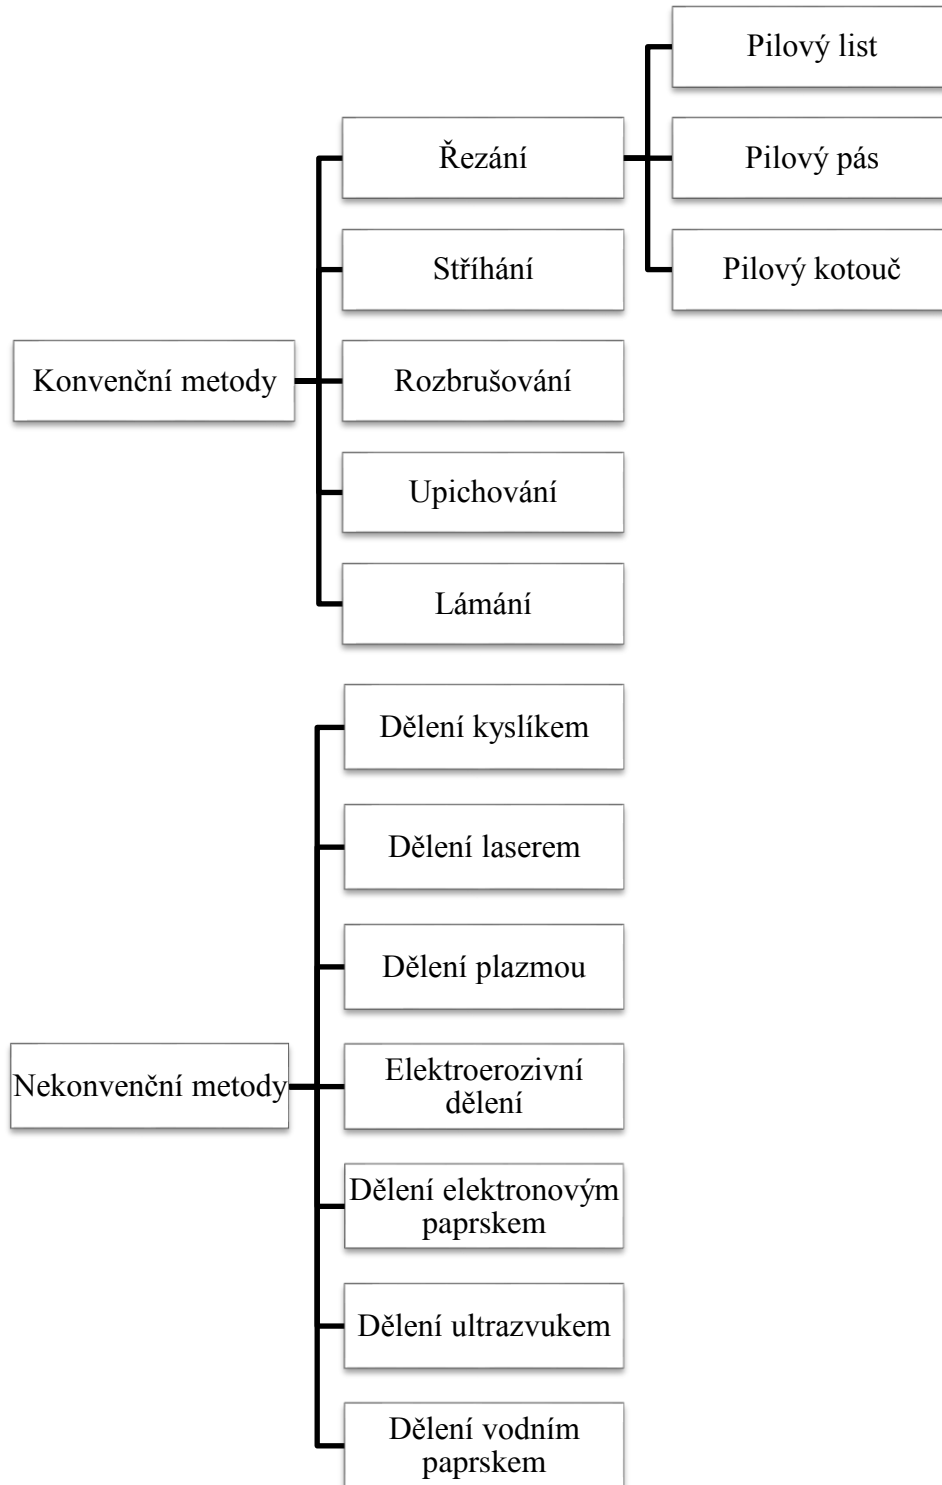 Pilový list
Řezání
Pilový pás
Stříhání
Pilový kotouč
Konvenční metody
Rozbrušování
Upichování
Lámání
Dělení kyslíkem
Dělení laserem
Dělení plazmou
Nekonvenční metody
Elektroerozivní
dělení
Dělení elektronovým
paprskem
Dělení ultrazvukem
Dělení vodním
paprskem